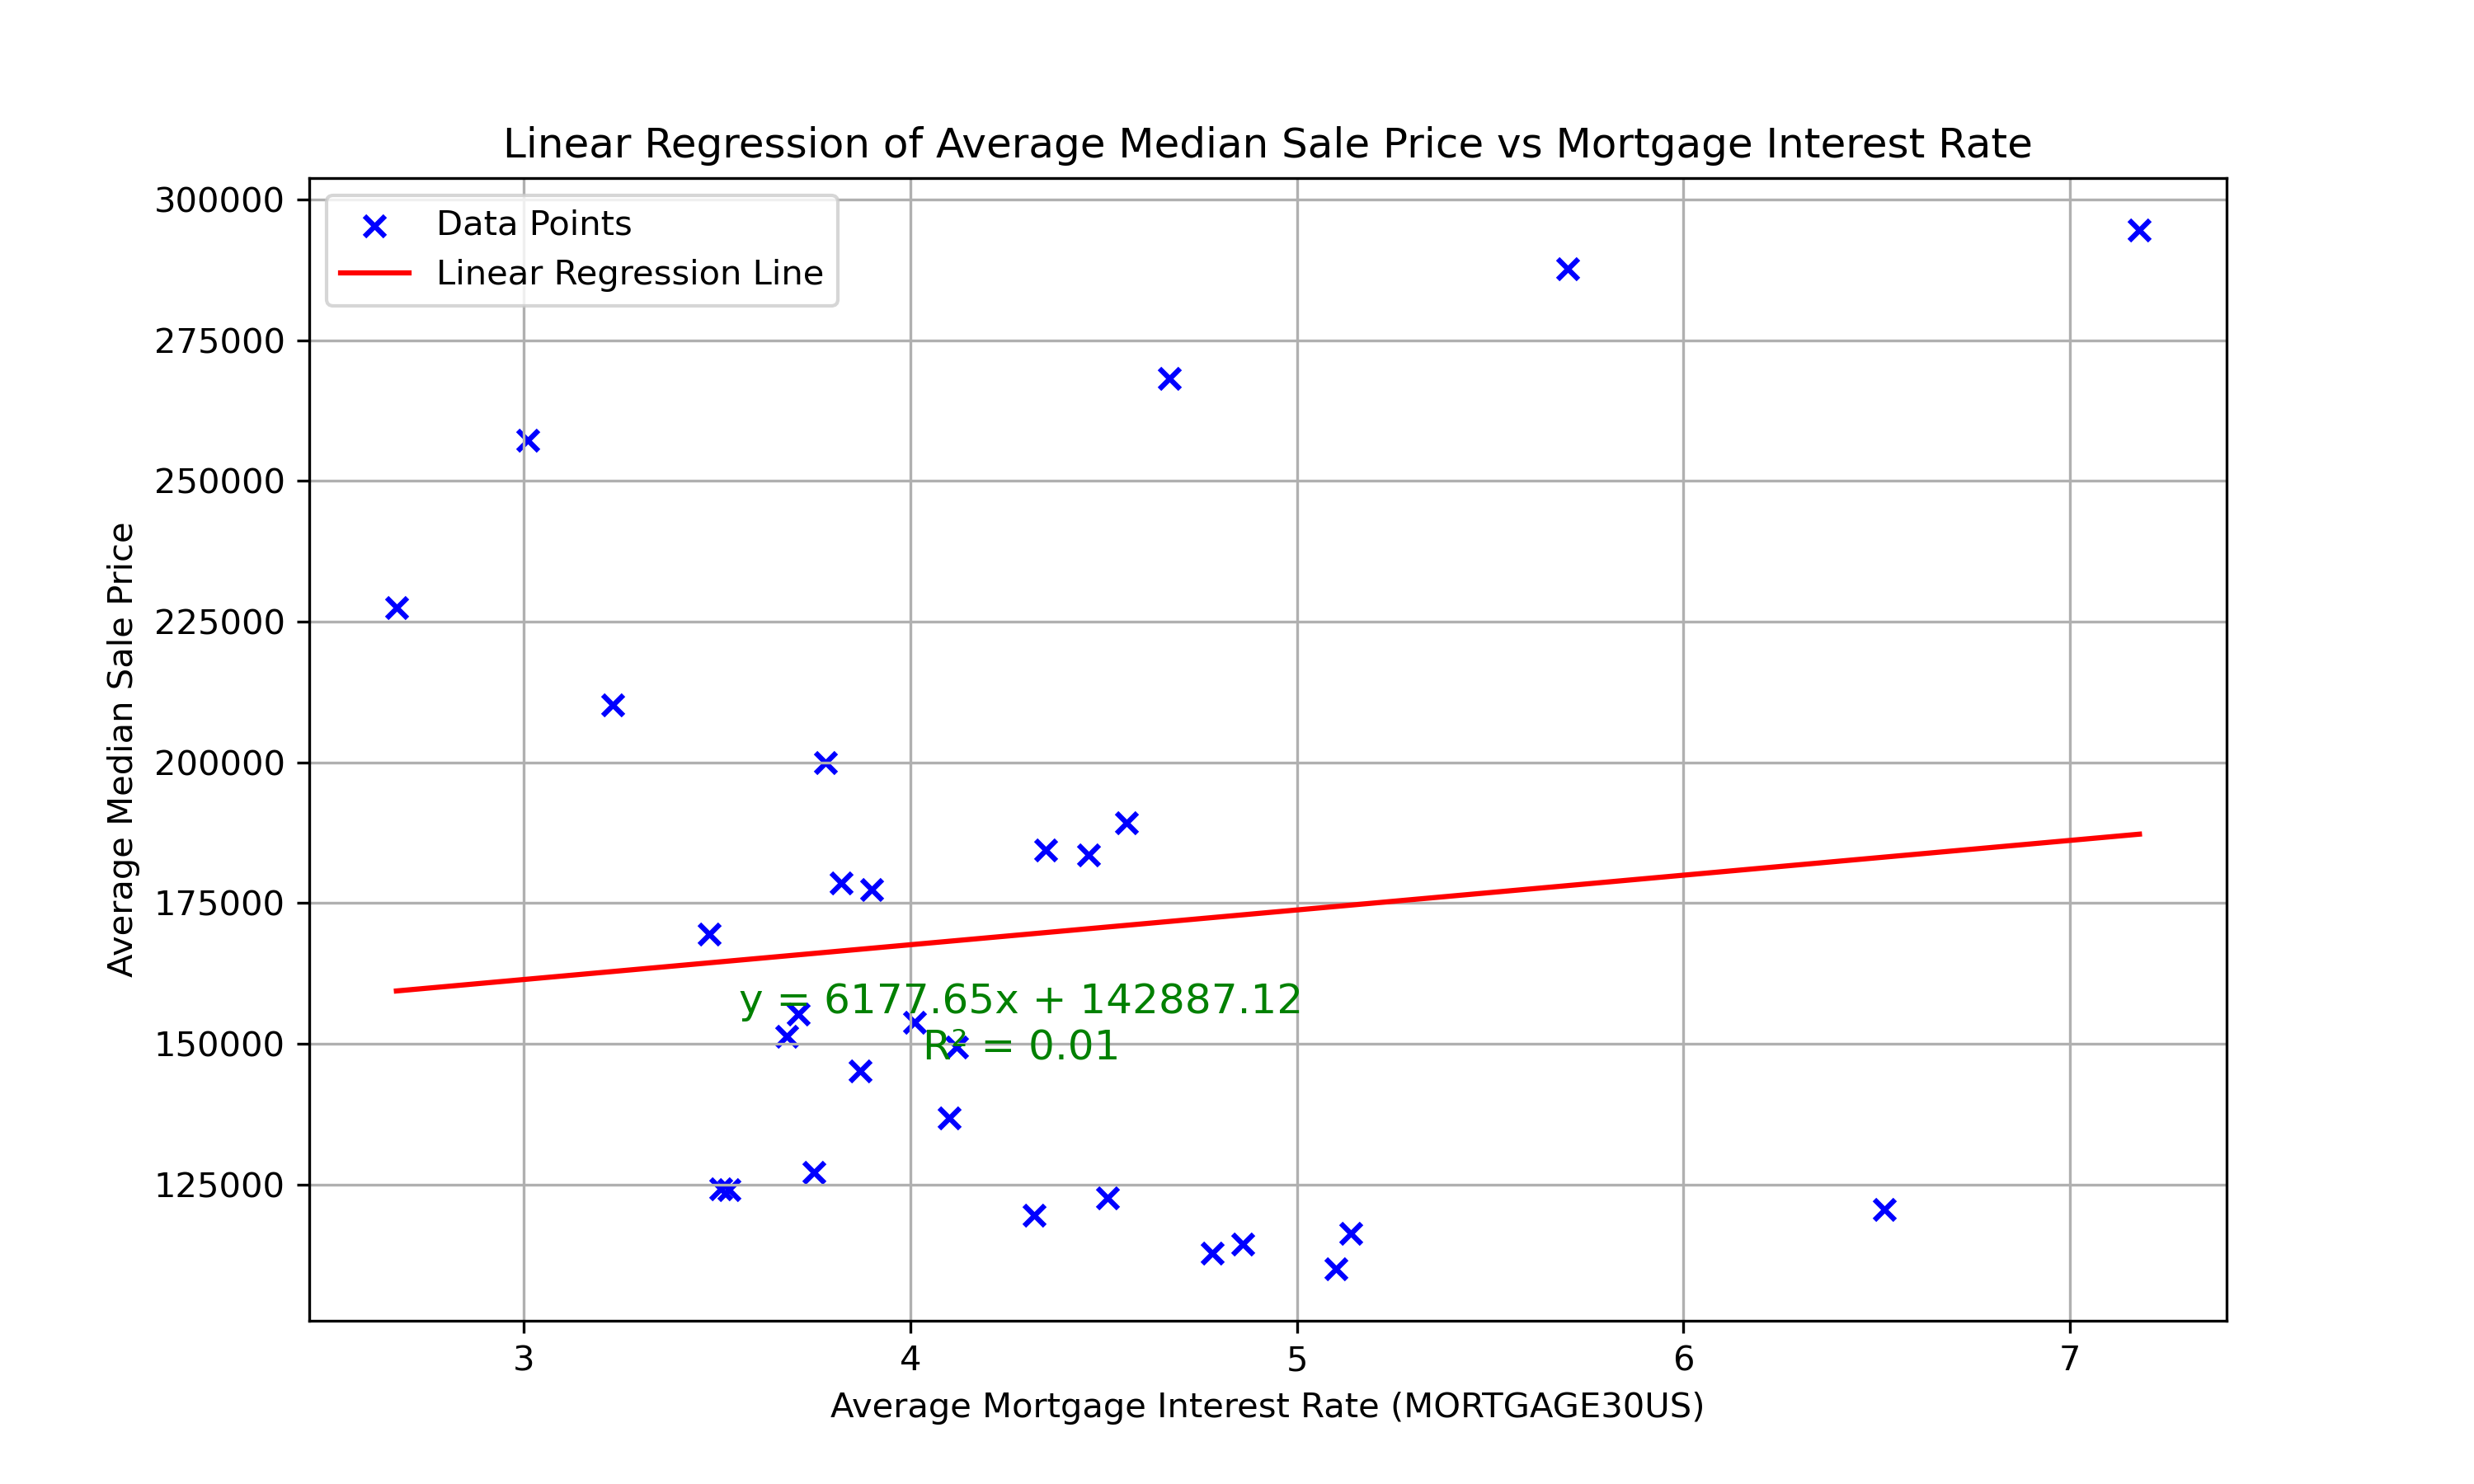 Linear Regression of Average Median Sale Price vs Mortgage Interest Rate
300000
275000
250000
225000
200000
175000
150000
125000
Average Median Sale Price
Data Points
Linear Regression Line
y = 6177.65x + 142887.12
R² = 0.01
3
4
5
6
7
Average Mortgage Interest Rate (MORTGAGE30US)